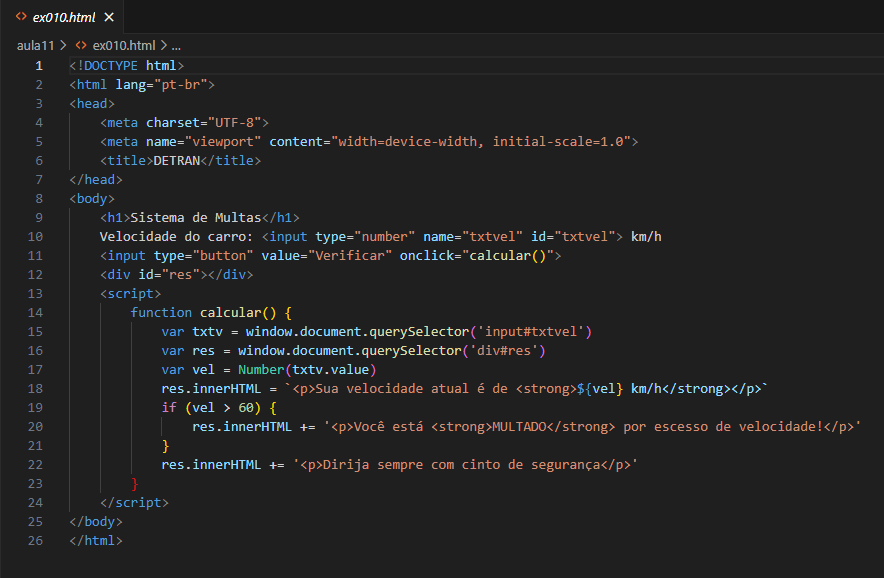 ex010.html
aula11 > ex010.html > ...
1 <!DOCTYPE html>
2 <html lang="pt-br">
3 <head>
4     <meta charset="UTF-8">
5     <meta name="viewport" content="width=device-width, initial-scale=1.0">
6     <title>DETRAN</title>
7 </head>
8 <body>
9     <h1>Sistema de Multas</h1>
10     Velocidade do carro: <input type="number" name="txtvel" id="txtvel"> km/h
11     <input type="button" value="Verificar" onclick="calcular()">
12     <div id="res"></div>
13     <script>
14         function calcular() {
15             var txtv = window.document.querySelector('input#txtvel')
16             var res = window.document.querySelector('div#res')
17             var vel = Number(txtv.value)
18             res.innerHTML = `<p>Sua velocidade atual é de <strong>${vel} km/h</strong></p>`
19             if (vel > 60) {
20                 res.innerHTML += '<p>Você está <strong>MULTADO</strong> por escesso de velocidade!</p>'
21             }
22             res.innerHTML += '<p>Dirija sempre com cinto de segurança</p>'
23         }
24     </script>
25 </body>
26 </html>